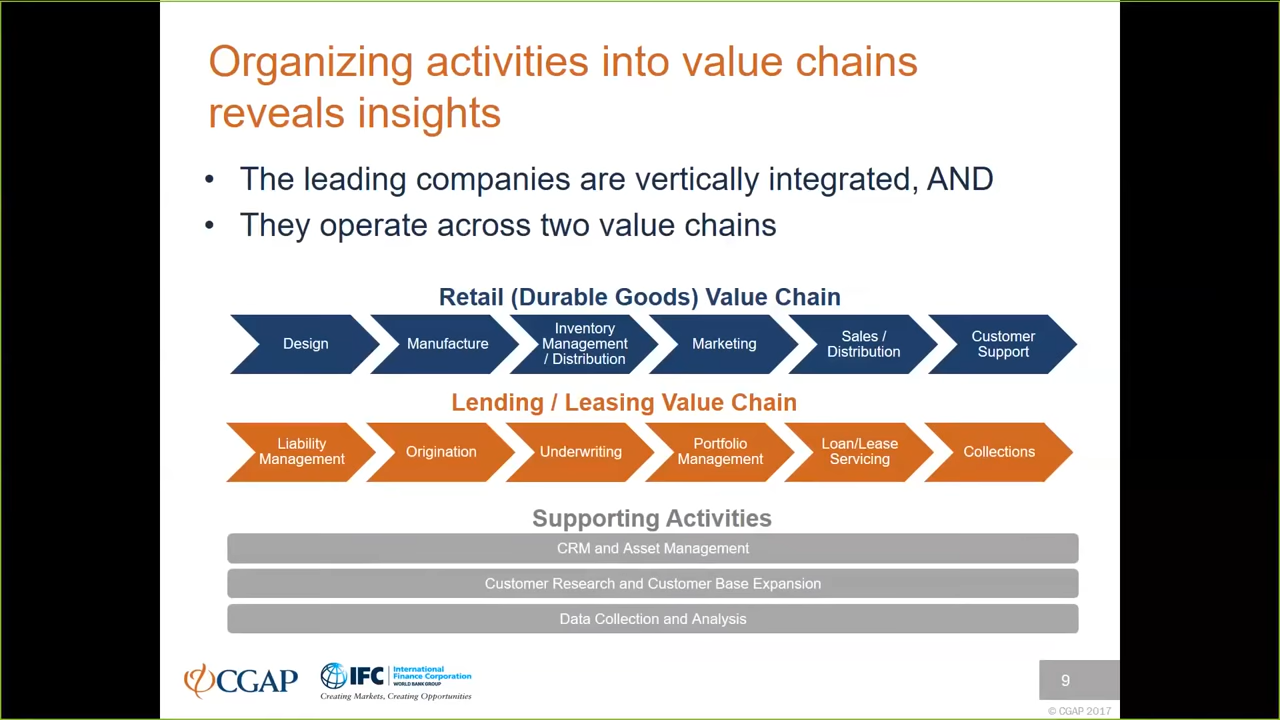 Organizing activities into value chains
reveals insights
• The leading companies are vertically integrated, AND
• They operate across two value chains
Retail (Durable Goods) Value Chain
Design
Manufacture
Inventory
Management
/ Distribution
Marketing
Sales /
Distribution
Customer
Support
Lending / Leasing Value Chain
Liability
Management
Origination
Underwriting
Portfolio
Management
Loan/Lease
Servicing
Collections
Supporting Activities
CRM and Asset Management
Customer Research and Customer Base Expansion
Data Collection and Analysis
CGAP
IFC
International
Finance Corporation
WORLD BANK GROUP
Creating Markets, Creating Opportunities
9
© CGAP 2017